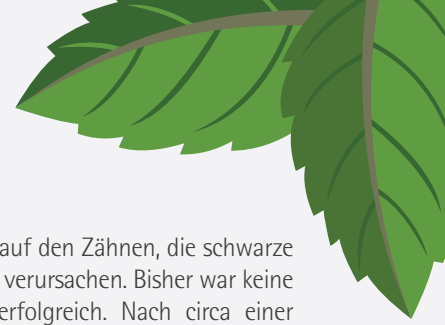 auf den Zähnen, die schwarze
verursachen. Bisher war keine
erfolgreich. Nach circa einer